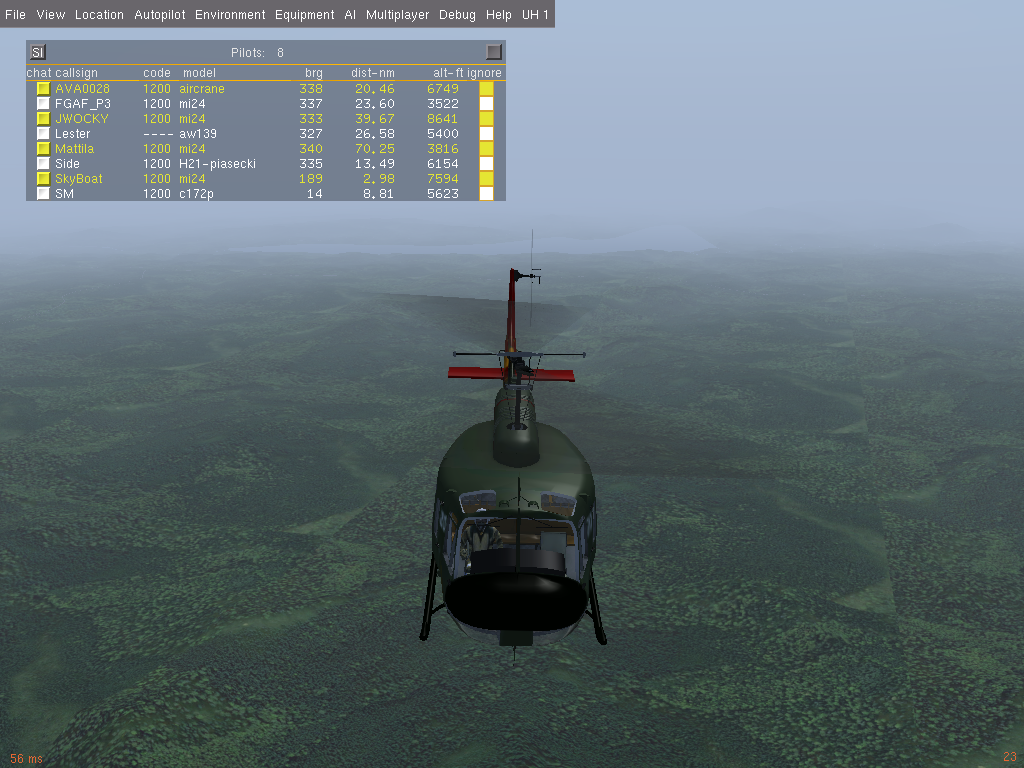 File View Location Autopilot Environment Equipment AI Multiplayer Debug Help UH 1
SI Pilots: 8
chat callsign code model brg dist-nm alt-ft ignore
AVA0028 1200 aircrane 338 20.46 6749
FGAF_P3 1200 mi24 337 23.60 3522
JWOCKY 1200 mi24 333 39.67 8641
Lester ---- aw139 327 26.58 5400
Mattila 1200 mi24 340 70.25 3816
Side 1200 H21-piasecki 335 13.49 6154
SkyBoat 1200 mi24 189 2.98 7594
SM 1200 c172p 14 8.81 5623
56 ms 23